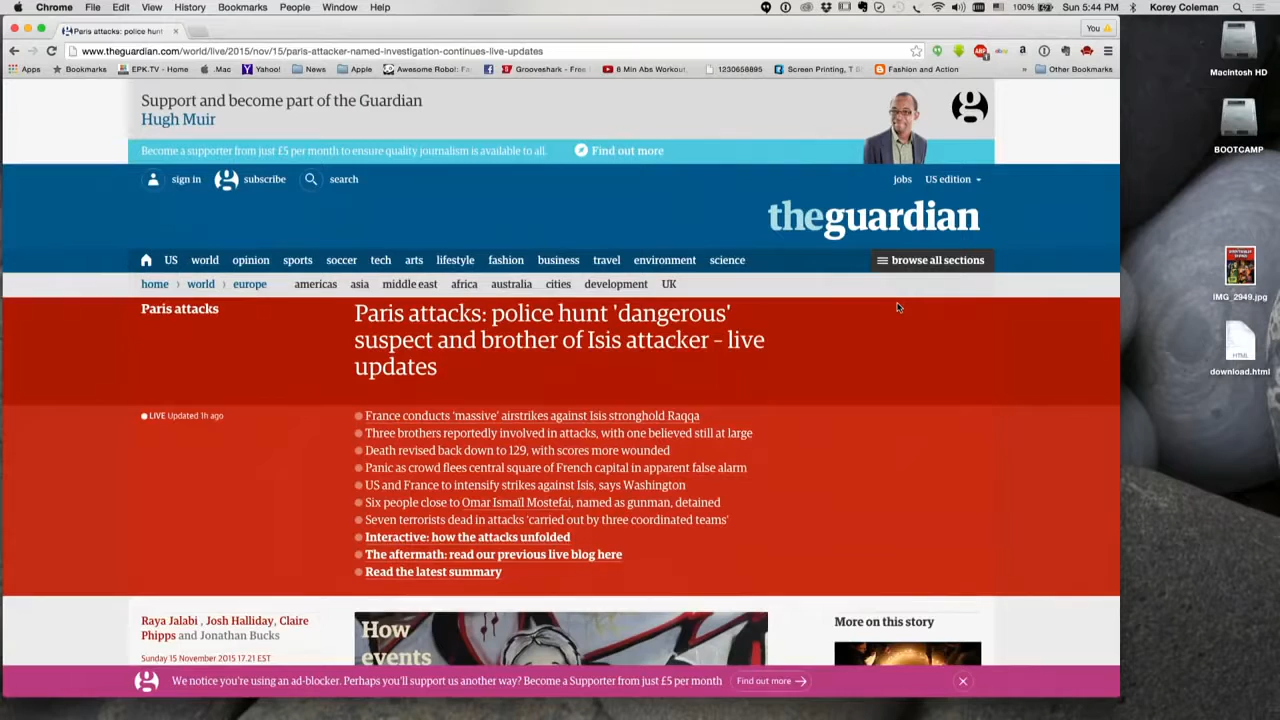 Chrome File Edit View History Bookmarks People Window Help
100% Sun 5:44 PM Korey Coleman
Paris attacks: police hunt
You
www.theguardian.com/world/live/2015/nov/15/paris-attacker-named-investigation-continues-live-updates
Apps Bookmarks EPK.TV - Home .Mac Yahoo! News Apple Awesome Robo!: Fa Grooveshark - Free 8 Min Abs Workout, 1230658895 Screen Printing, T S Fashion and Action » Other Bookmarks
Macintosh HD
BOOTCAMP
IMG_2949.jpg
HTML
download.html
Support and become part of the Guardian
Hugh Muir
Become a supporter from just £5 per month to ensure quality journalism is available to all. Find out more
sign in subscribe search jobs US edition
theguardian
US world opinion sports soccer tech arts lifestyle fashion business travel environment science browse all sections
home › world › europe americas asia middle east africa australia cities development UK
Paris attacks
Paris attacks: police hunt 'dangerous'
suspect and brother of Isis attacker – live
updates
LIVE Updated 1h ago
France conducts ‘massive’ airstrikes against Isis stronghold Raqqa
Three brothers reportedly involved in attacks, with one believed still at large
Death revised back down to 129, with scores more wounded
Panic as crowd flees central square of French capital in apparent false alarm
US and France to intensify strikes against Isis, says Washington
Six people close to Omar Ismaïl Mostefai, named as gunman, detained
Seven terrorists dead in attacks ‘carried out by three coordinated teams’
Interactive: how the attacks unfolded
The aftermath: read our previous live blog here
Read the latest summary
Raya Jalabi , Josh Halliday, Claire
Phipps and Jonathan Bucks
Sunday 15 November 2015 17.21 EST
How
events
More on this story
We notice you're using an ad-blocker. Perhaps you'll support us another way? Become a Supporter from just £5 per month Find out more